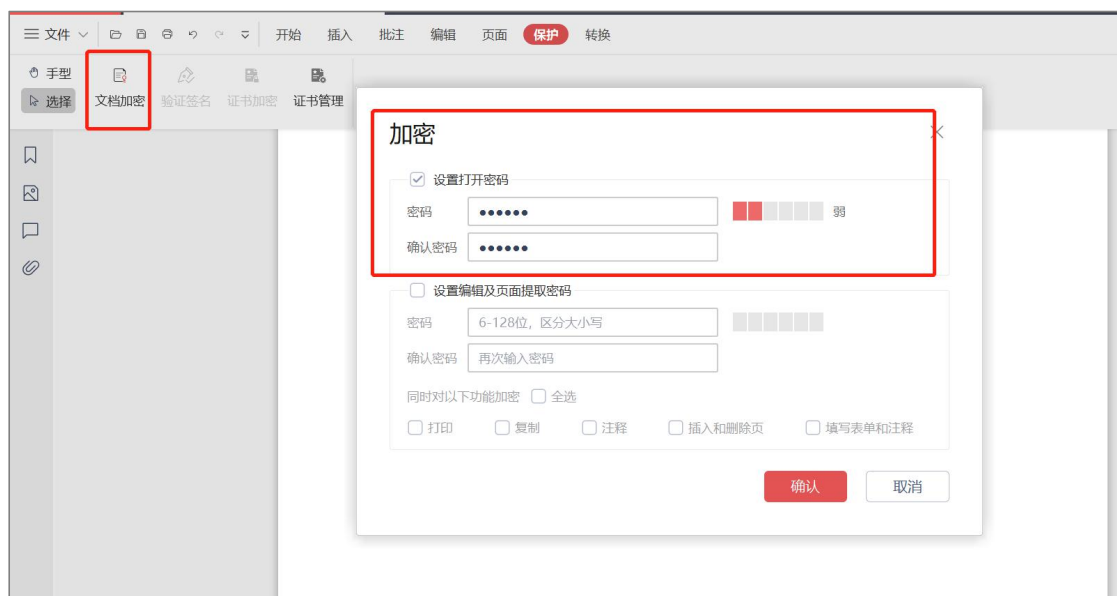 文件 开始 插入 批注 编辑 页面 保护 转换
手型
选择 文档加密 验证签名 证书加密 证书管理
加密
设置打开密码
密码 •••••• 弱
确认密码 ••••••
设置编辑及页面提取密码
密码 6-128位，区分大小写
确认密码 再次输入密码
同时对以下功能加密 全选
打印 复制 注释 插入和删除页 填写表单和注释
确认 取消